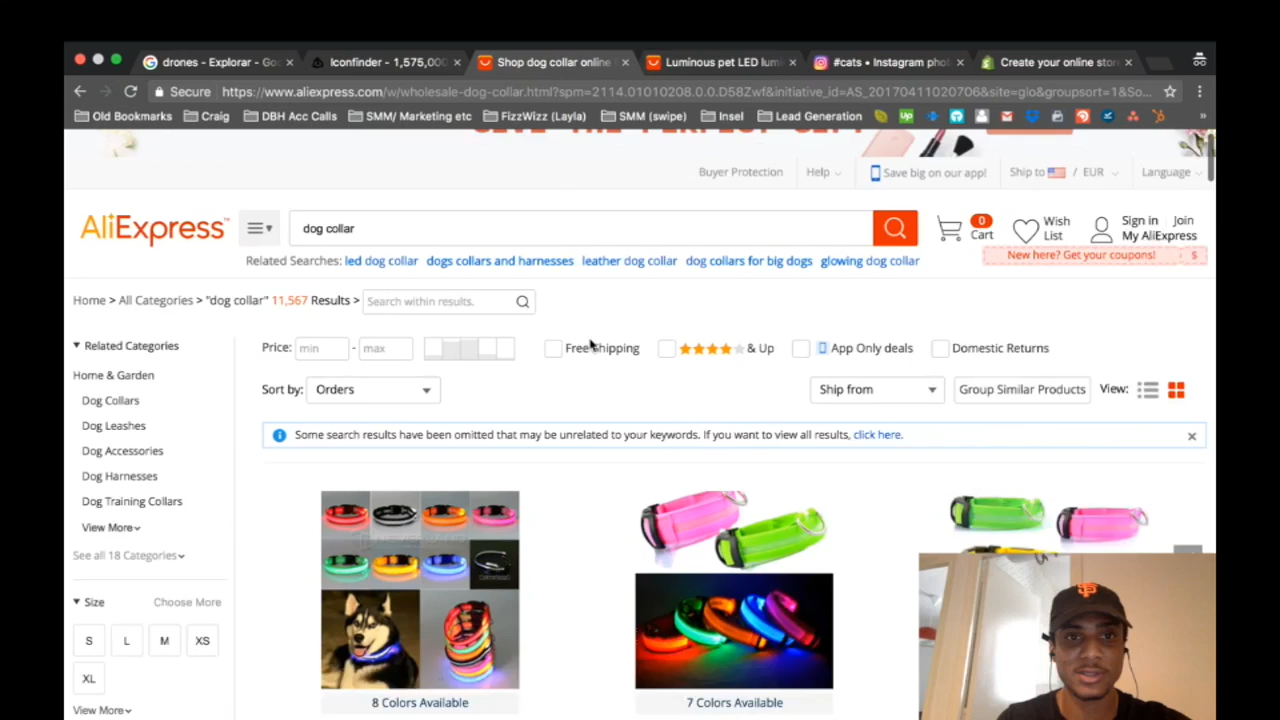 drones - Explorar - Goo
Iconfinder - 1,575,000
Shop dog collar online
Luminous pet LED lum
#cats • Instagram pho
Create your online stor
Secure
https://www.aliexpress.com/w/wholesale-dog-collar.html?spm=2114.01010208.0.0.D58Zwf&initiative_id=AS_20170411020706&site=glo&groupsort=1&So...
Old Bookmarks
Craig
DBH Acc Calls
SMM/ Marketing etc
FizzWizz (Layla)
SMM (swipe)
Insel
Lead Generation
Up
Buyer Protection
Help
Save big on our app!
Ship to / EUR
Language
AliExpress™
dog collar
0
Cart
Wish
List
Sign in Join
My AliExpress
Related Searches: led dog collar dogs collars and harnesses leather dog collar dog collars for big dogs glowing dog collar
New here? Get your coupons! $
Home > All Categories > "dog collar" 11,567 Results >
Search within results.
Related Categories
Price: min - max
Free Shipping
& Up
App Only deals
Domestic Returns
Home & Garden
Sort by: Orders
Ship from
Group Similar Products
View:
Dog Collars
Dog Leashes
Some search results have been omitted that may be unrelated to your keywords. If you want to view all results, click here.
Dog Accessories
Dog Harnesses
Dog Training Collars
View More
See all 18 Categories
Size
Choose More
S
L
M
XS
XL
View More
8 Colors Available
7 Colors Available